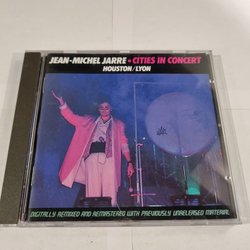 JEAN-MICHEL JARRE • CITIES IN CONCERT
HOUSTON/LYON
DIGITALLY REMIXED AND REMASTERED WITH PREVIOUSLY UNRELEASED MATERIAL